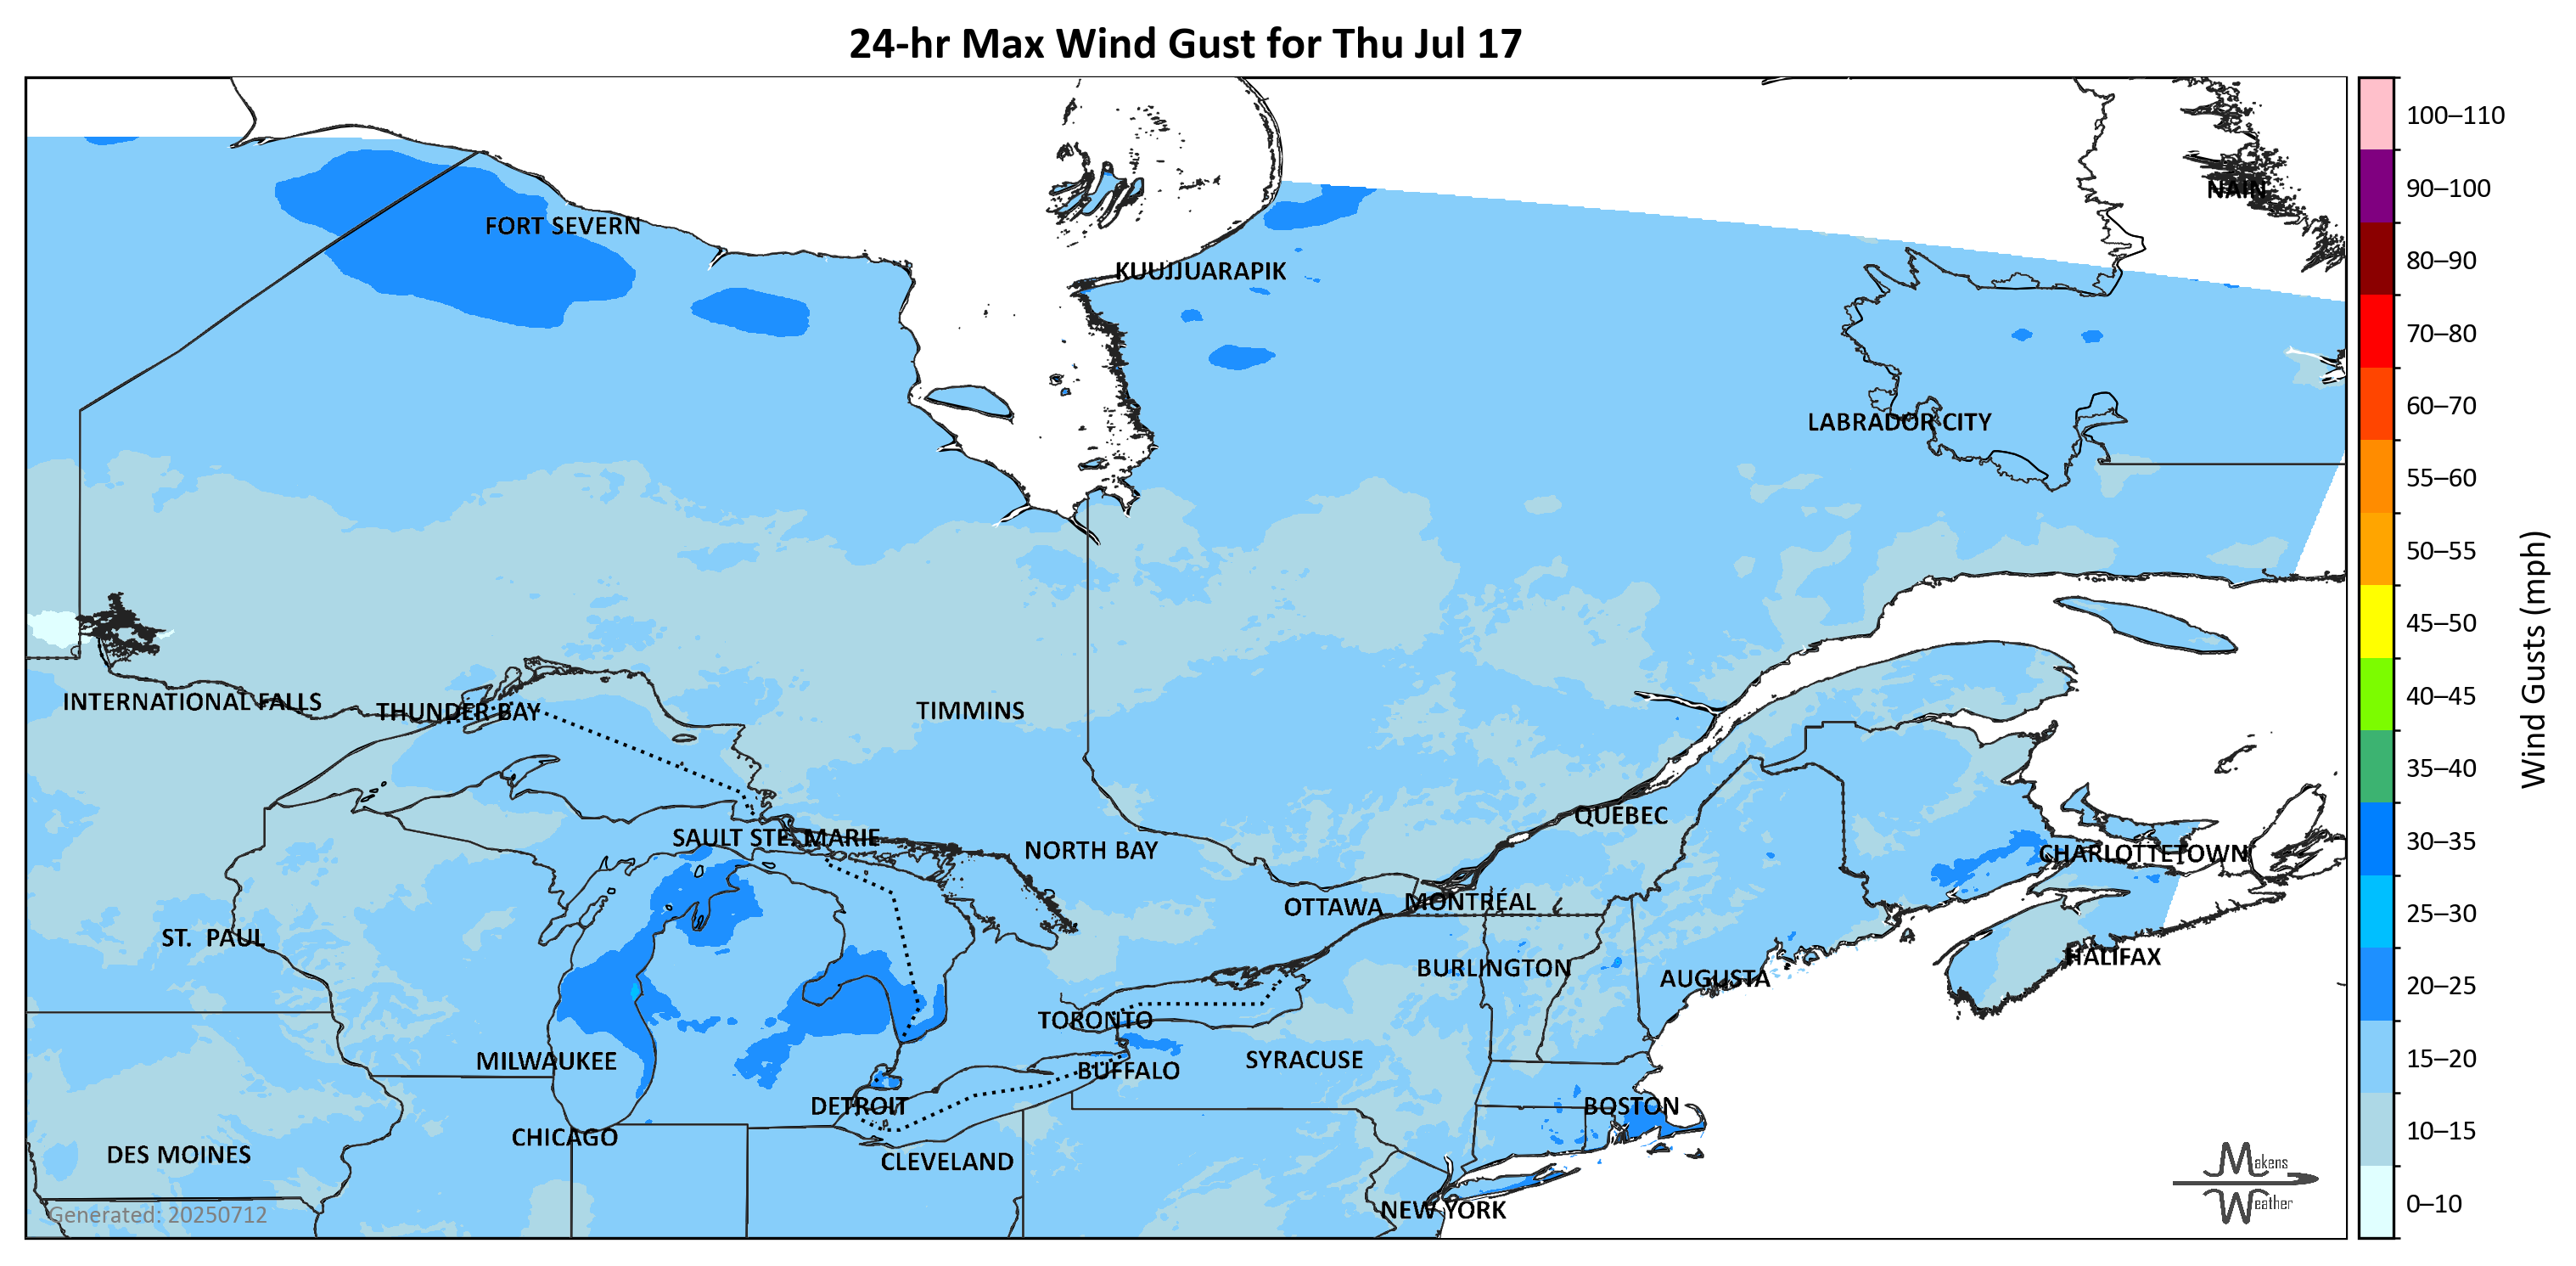 24-hr Max Wind Gust for Thu Jul 17
NAIN
FORT SEVERN
KUUJJUARAPIK
LABRADOR CITY
INTERNATIONAL FALLS
THUNDER BAY
TIMMINS
QUEBEC
SAULT STE. MARIE
NORTH BAY
CHARLOTTETOWN
OTTAWA
MONTRÉAL
ST. PAUL
HALIFAX
BURLINGTON
AUGUSTA
TORONTO
MILWAUKEE
SYRACUSE
BUFFALO
DETROIT
BOSTON
CHICAGO
DES MOINES
CLEVELAND
NEW YORK
Generated: 20250712
Makens
Weather
100–110
90–100
80–90
70–80
60–70
55–60
50–55
45–50
40–45
35–40
30–35
25–30
20–25
15–20
10–15
0–10
Wind Gusts (mph)